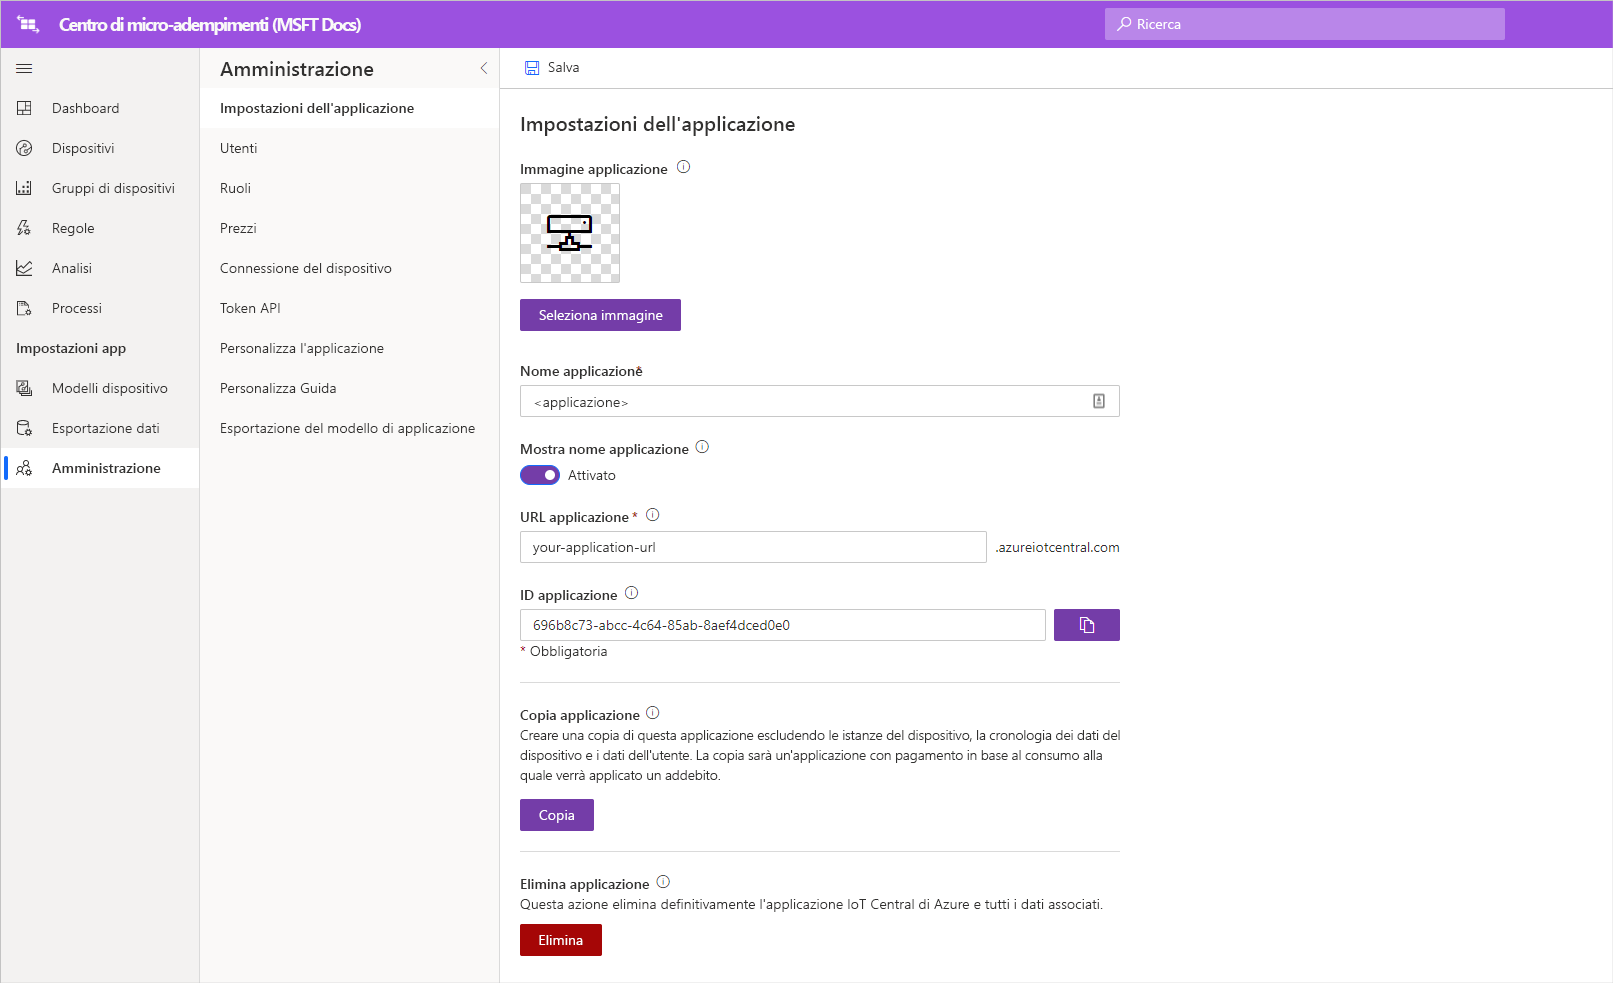 Centro di micro-adempimenti (MSFT Docs)
Ricerca
Dashboard
Dispositivi
Gruppi di dispositivi
Regole
Analisi
Processi
Impostazioni app
Modelli dispositivo
Esportazione dati
Amministrazione
Amministrazione
Impostazioni dell'applicazione
Utenti
Ruoli
Prezzi
Connessione del dispositivo
Token API
Personalizza l'applicazione
Personalizza Guida
Esportazione del modello di applicazione
Salva
Impostazioni dell'applicazione
Immagine applicazione
Seleziona immagine
Nome applicazione*
<applicazione>
Mostra nome applicazione
Attivato
URL applicazione *
your-application-url .azureiotcentral.com
ID applicazione
696b8c73-abcc-4c64-85ab-8aef4dced0e0
* Obbligatoria
Copia applicazione
Creare una copia di questa applicazione escludendo le istanze del dispositivo, la cronologia dei dati del
dispositivo e i dati dell'utente. La copia sarà un'applicazione con pagamento in base al consumo alla
quale verrà applicato un addebito.
Copia
Elimina applicazione
Questa azione elimina definitivamente l'applicazione IoT Central di Azure e tutti i dati associati.
Elimina